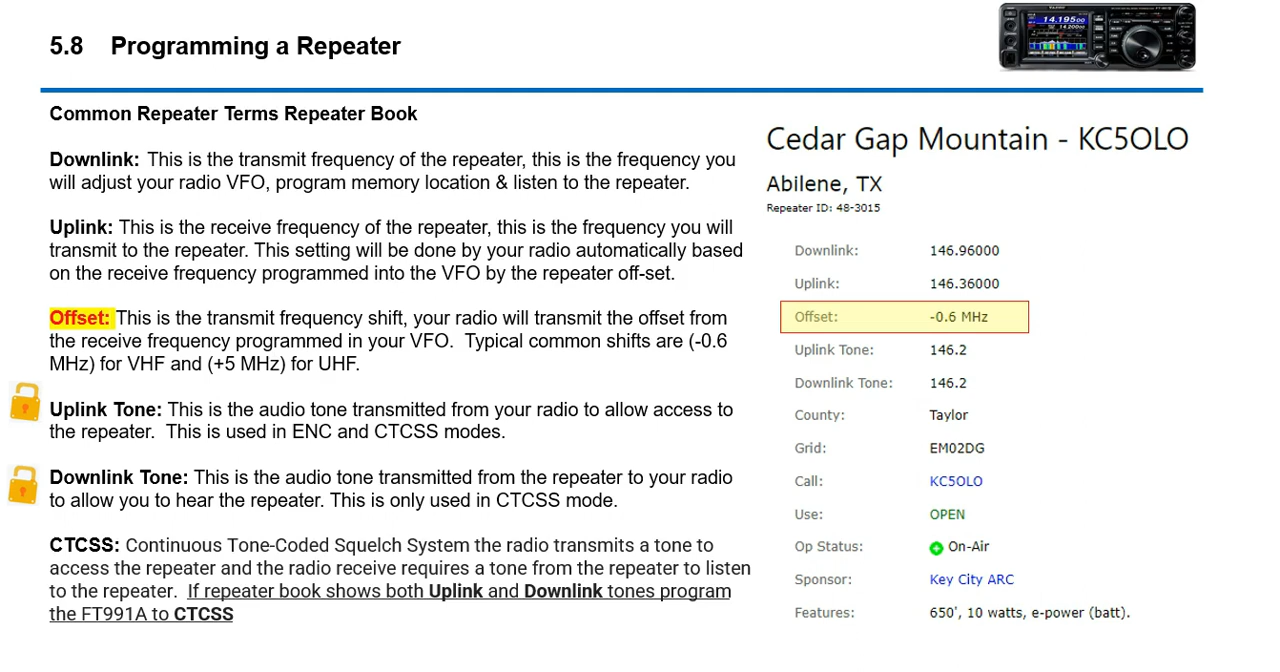 5.8 Programming a Repeater
14.195.00
14.200.00
Common Repeater Terms Repeater Book
Downlink: This is the transmit frequency of the repeater, this is the frequency you
will adjust your radio VFO, program memory location & listen to the repeater.
Uplink: This is the receive frequency of the repeater, this is the frequency you will
transmit to the repeater. This setting will be done by your radio automatically based
on the receive frequency programmed into the VFO by the repeater off-set.
Offset: This is the transmit frequency shift, your radio will transmit the offset from
the receive frequency programmed in your VFO. Typical common shifts are (-0.6
MHz) for VHF and (+5 MHz) for UHF.
Uplink Tone: This is the audio tone transmitted from your radio to allow access to
the repeater. This is used in ENC and CTCSS modes.
Downlink Tone: This is the audio tone transmitted from the repeater to your radio
to allow you to hear the repeater. This is only used in CTCSS mode.
CTCSS: Continuous Tone-Coded Squelch System the radio transmits a tone to
access the repeater and the radio receive requires a tone from the repeater to listen
to the repeater. If repeater book shows both Uplink and Downlink tones program
the FT991A to CTCSS
Cedar Gap Mountain - KC5OLO
Abilene, TX
Repeater ID: 48-3015
Downlink: 146.96000
Uplink: 146.36000
Offset: -0.6 MHz
Uplink Tone: 146.2
Downlink Tone: 146.2
County: Taylor
Grid: EM02DG
Call: KC5OLO
Use: OPEN
Op Status: On-Air
Sponsor: Key City ARC
Features: 650', 10 watts, e-power (batt).